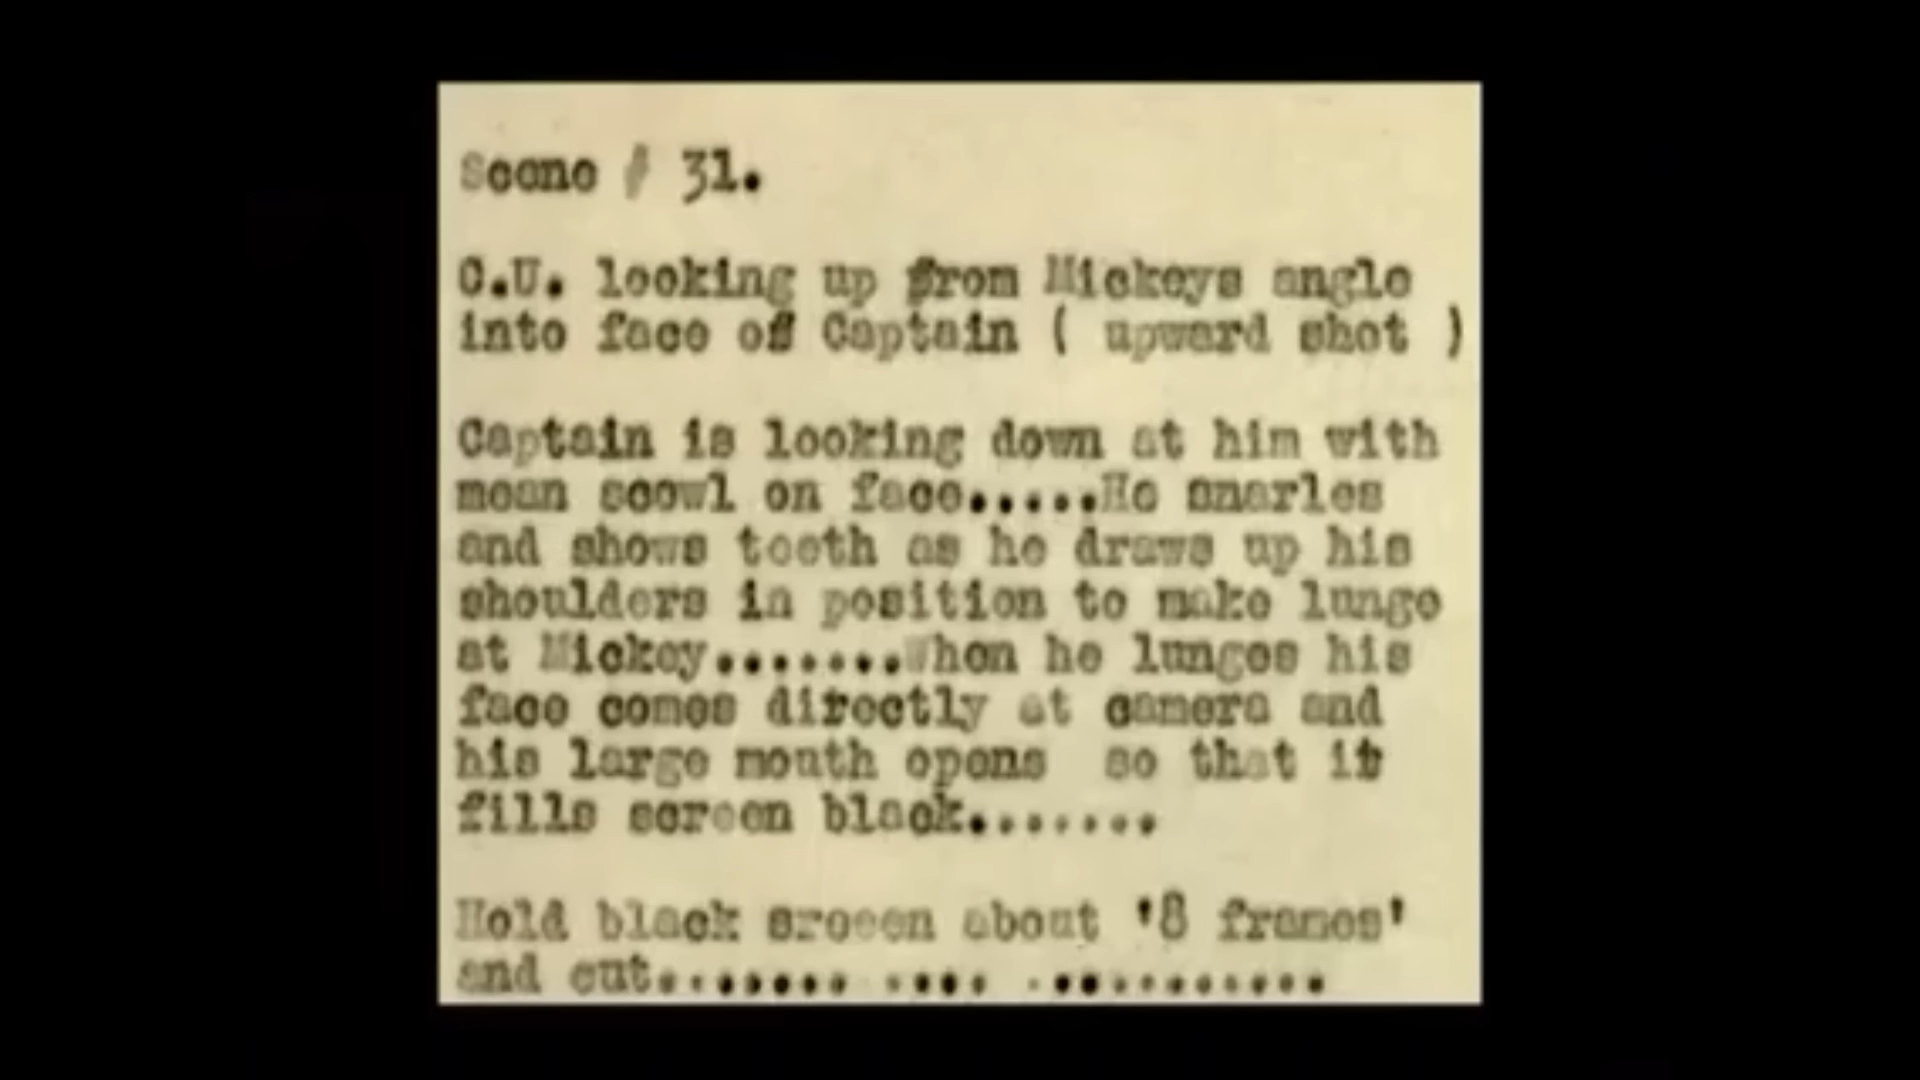 Scene # 31.
C.U. looking up from Mickeys angle
into face of Captain ( upward shot )
Captain is looking down at him with
mean scowl on face.....He snarles
and shows teeth as he draws up his
shoulders in position to make lunge
at Mickey.......When he lunges his
face comes directly at camera and
his large mouth opens  so that it
fills screen black.......
Hold black sroeen about '8 frames'
and cut....... .... ..........